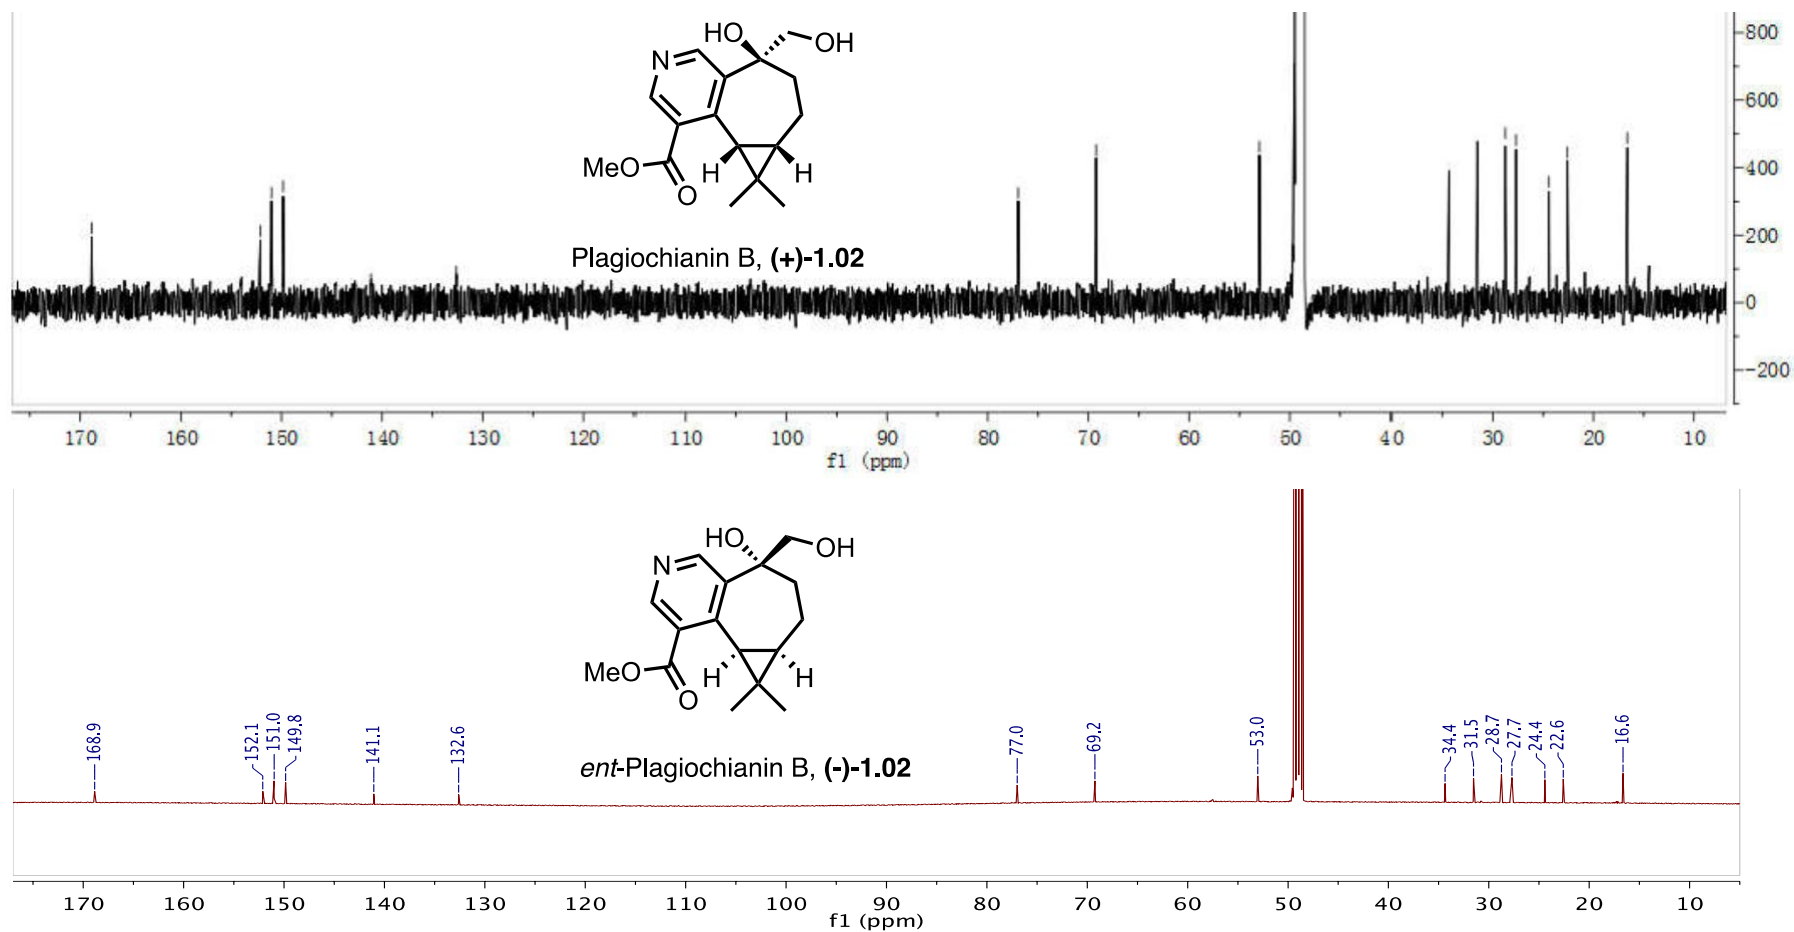 HO
OH
N
MeO
O
H
H
Plagiochianin B, (+)-1.02
800
600
400
200
0
-200
170 160 150 140 130 120 110 100 90 80 70 60 50 40 30 20 10
f1 (ppm)
HO
OH
N
MeO
O
H
H
ent-Plagiochianin B, (-)-1.02
168.9
152.1
151.0
149.8
141.1
132.6
77.0
69.2
53.0
34.4
31.5
28.7
27.7
24.4
22.6
16.6
170 160 150 140 130 120 110 100 90 80 70 60 50 40 30 20 10
f1 (ppm)